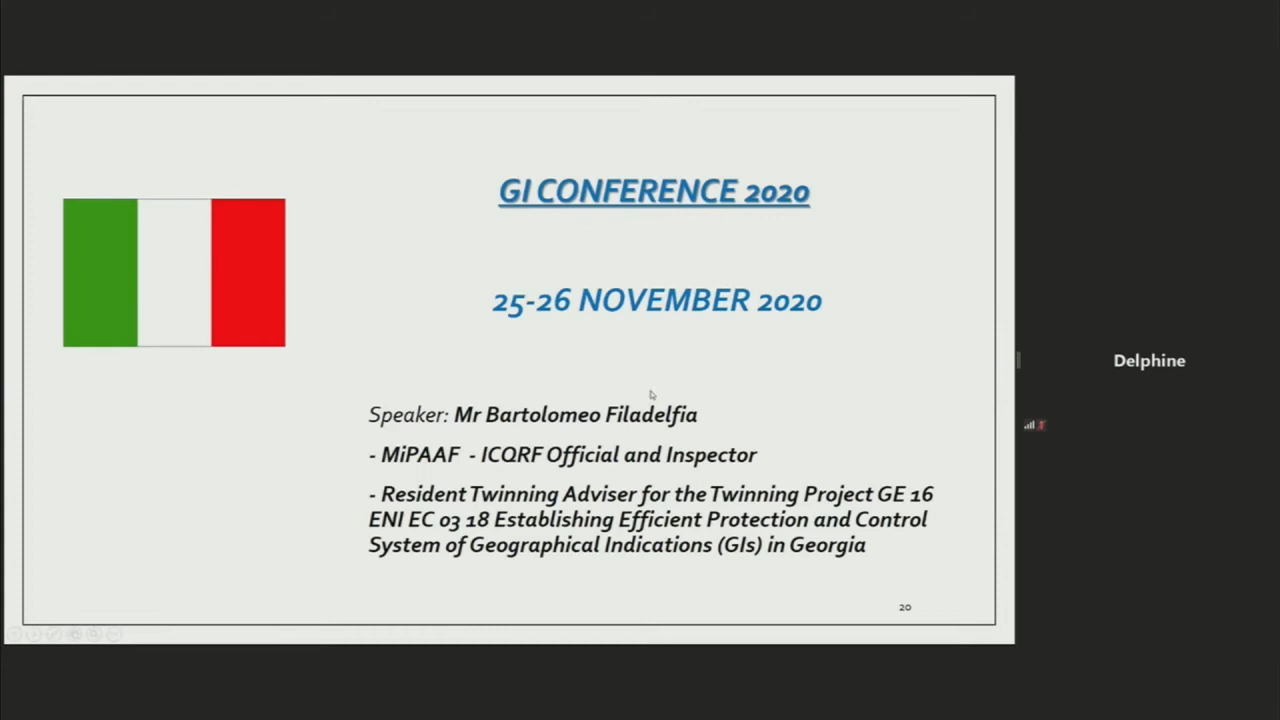 GI CONFERENCE 2020
25-26 NOVEMBER 2020
Speaker: Mr Bartolomeo Filadelfia
- MiPAAF - ICQRF Official and Inspector
- Resident Twinning Adviser for the Twinning Project GE 16
ENI EC 03 18 Establishing Efficient Protection and Control
System of Geographical Indications (GIs) in Georgia
20
Delphine